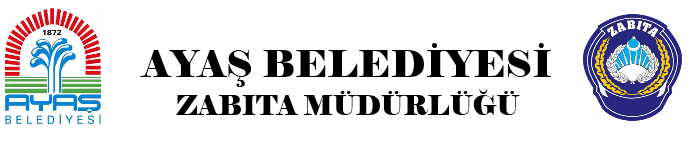 1872
AYAŞ
BELEDİYESİ
AYAŞ BELEDİYESİ
ZABITA MÜDÜRLÜĞÜ
ZABITA